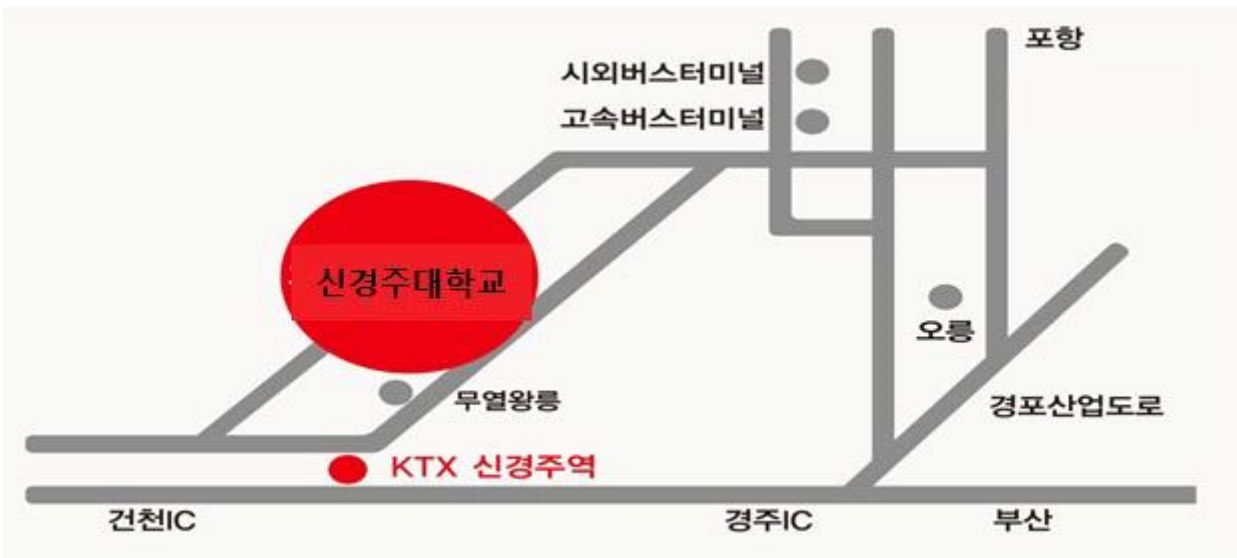 포항
시외버스터미널
고속버스터미널
신경주대학교
오릉
무열왕릉
경포산업도로
KTX 신경주역
건천IC
경주IC
부산